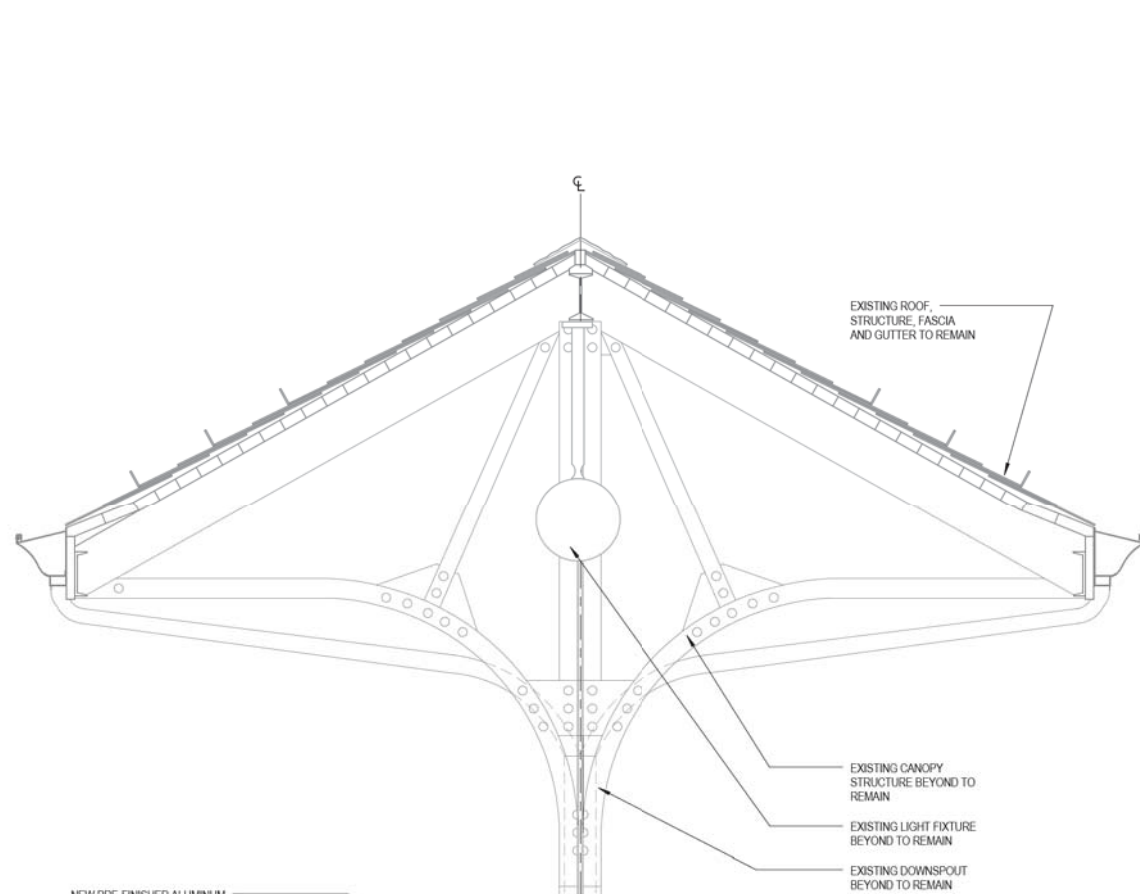 ℄
EXISTING ROOF,
STRUCTURE, FASCIA
AND GUTTER TO REMAIN
EXISTING CANOPY
STRUCTURE BEYOND TO
REMAIN
EXISTING LIGHT FIXTURE
BEYOND TO REMAIN
EXISTING DOWNSPOUT
BEYOND TO REMAIN
NEW PRE-FINISHED ALUMINUM